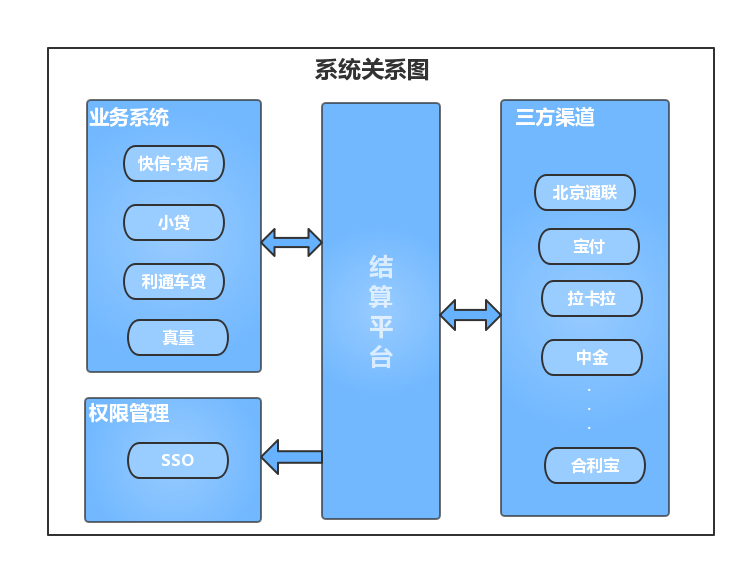 系统关系图
业务系统
快信-贷后
小贷
利通车贷
真量
权限管理
SSO
结
算
平
台
三方渠道
北京通联
宝付
拉卡拉
中金
.
.
.
合利宝